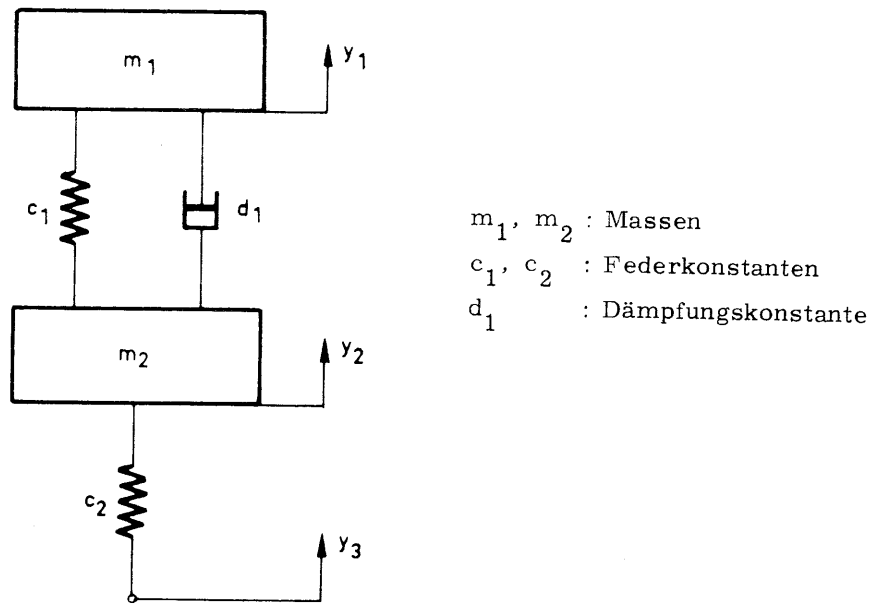 m₁
y₁
c₁
d₁
m₂
y₂
c₂
y₃
m₁, m₂ : Massen
c₁, c₂ : Federkonstanten
d₁ : Dämpfungskonstante